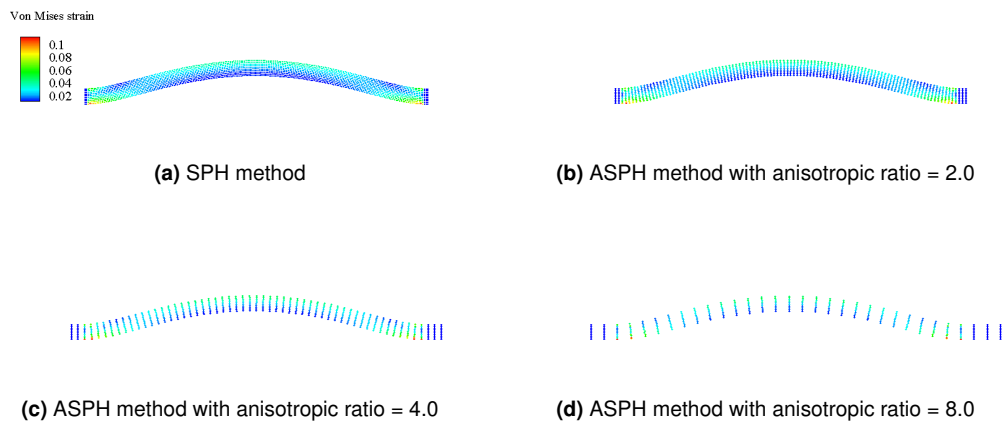 Von Mises strain
0.1
0.08
0.06
0.04
0.02
(a) SPH method
(b) ASPH method with anisotropic ratio = 2.0
(c) ASPH method with anisotropic ratio = 4.0
(d) ASPH method with anisotropic ratio = 8.0